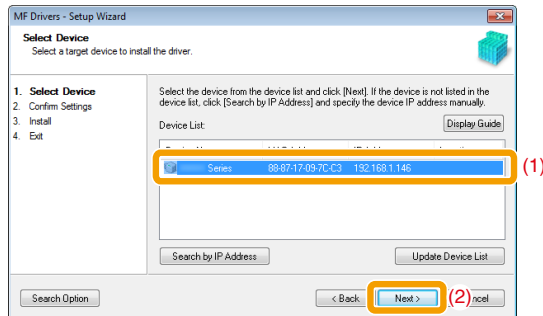 MF Drivers - Setup Wizard
Select Device
Select a target device to install the driver.
1. Select Device
2. Confirm Settings
3. Install
4. Exit
Select the device from the device list and click [Next]. If the device is not listed in the
device list, click [Search by IP Address] and specify the device IP address manually.
Device List:
Display Guide
Series 88-87-17-09-7C-C3 192.168.1.146
(1)
Search by IP Address
Update Device List
Search Option
< Back
Next >
(2)